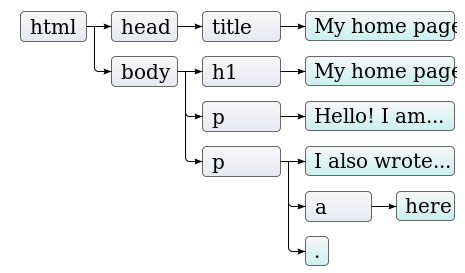 html head title My home page
body h1 My home page
p Hello! I am...
p I also wrote...
a here
.